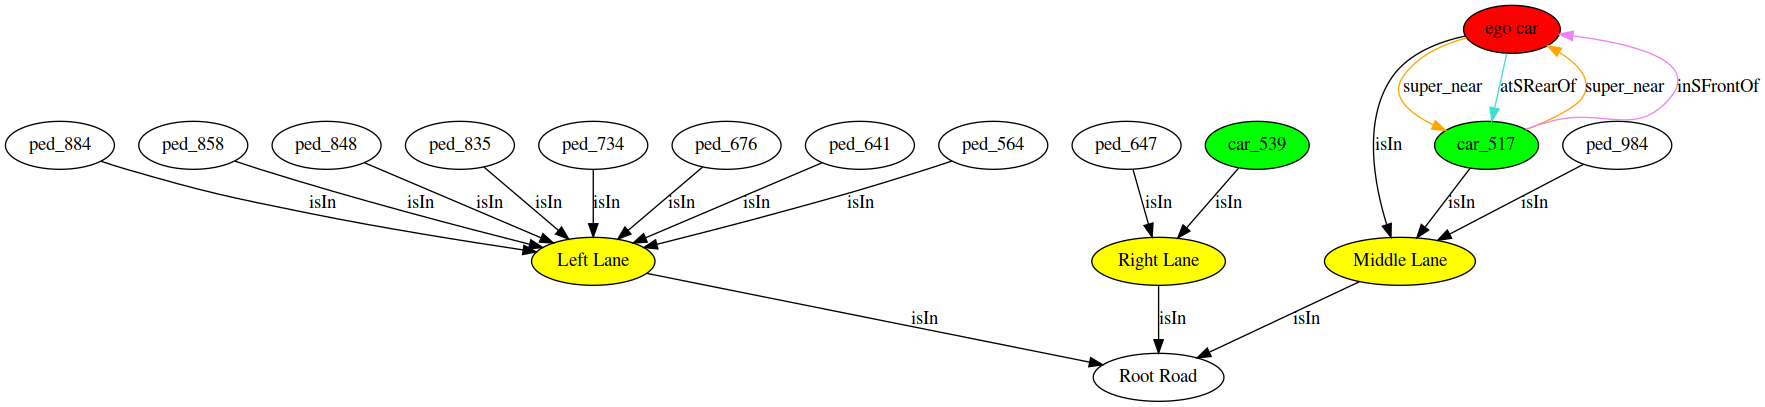 ego car
super_near atSRearOf super_near inSFrontOf
ped_884 ped_858 ped_848 ped_835 ped_734 ped_676 ped_641 ped_564 ped_647 car_539 isIn car_517 ped_984
isIn isIn isIn isIn isIn isIn isIn isIn isIn isIn isIn isIn
Left Lane Right Lane Middle Lane
isIn isIn isIn
Root Road